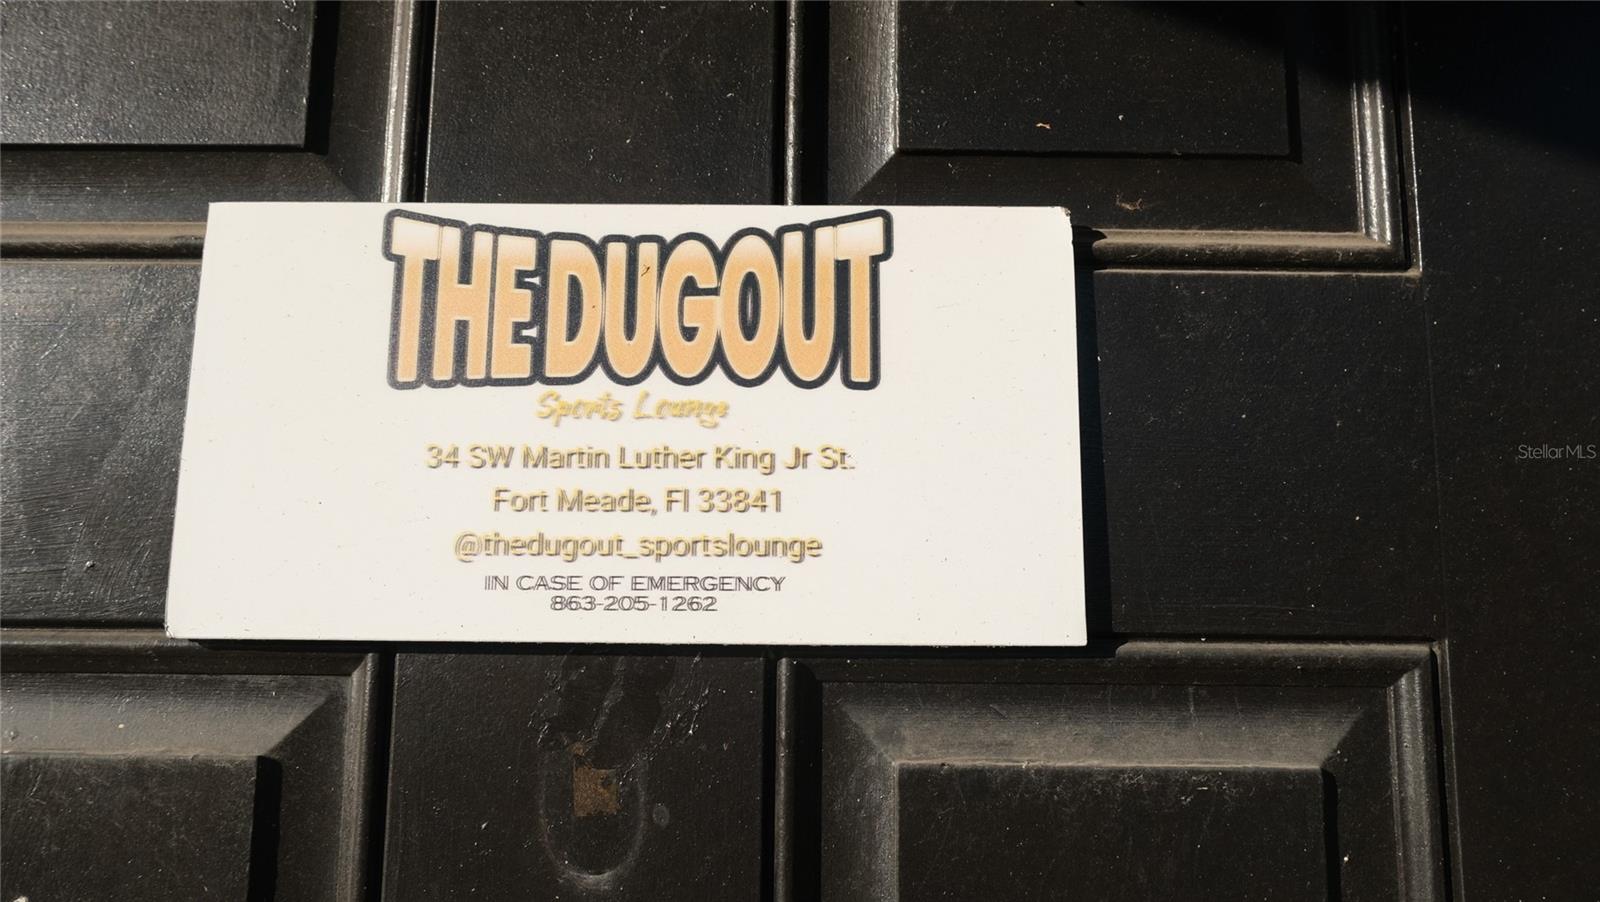 THE DUGOUT
Sports Lounge
34 SW Martin Luther King Jr St.
Fort Meade, Fl 33841
@thedugout_sportslounge
IN CASE OF EMERGENCY
863-205-1262
Stellar MLS